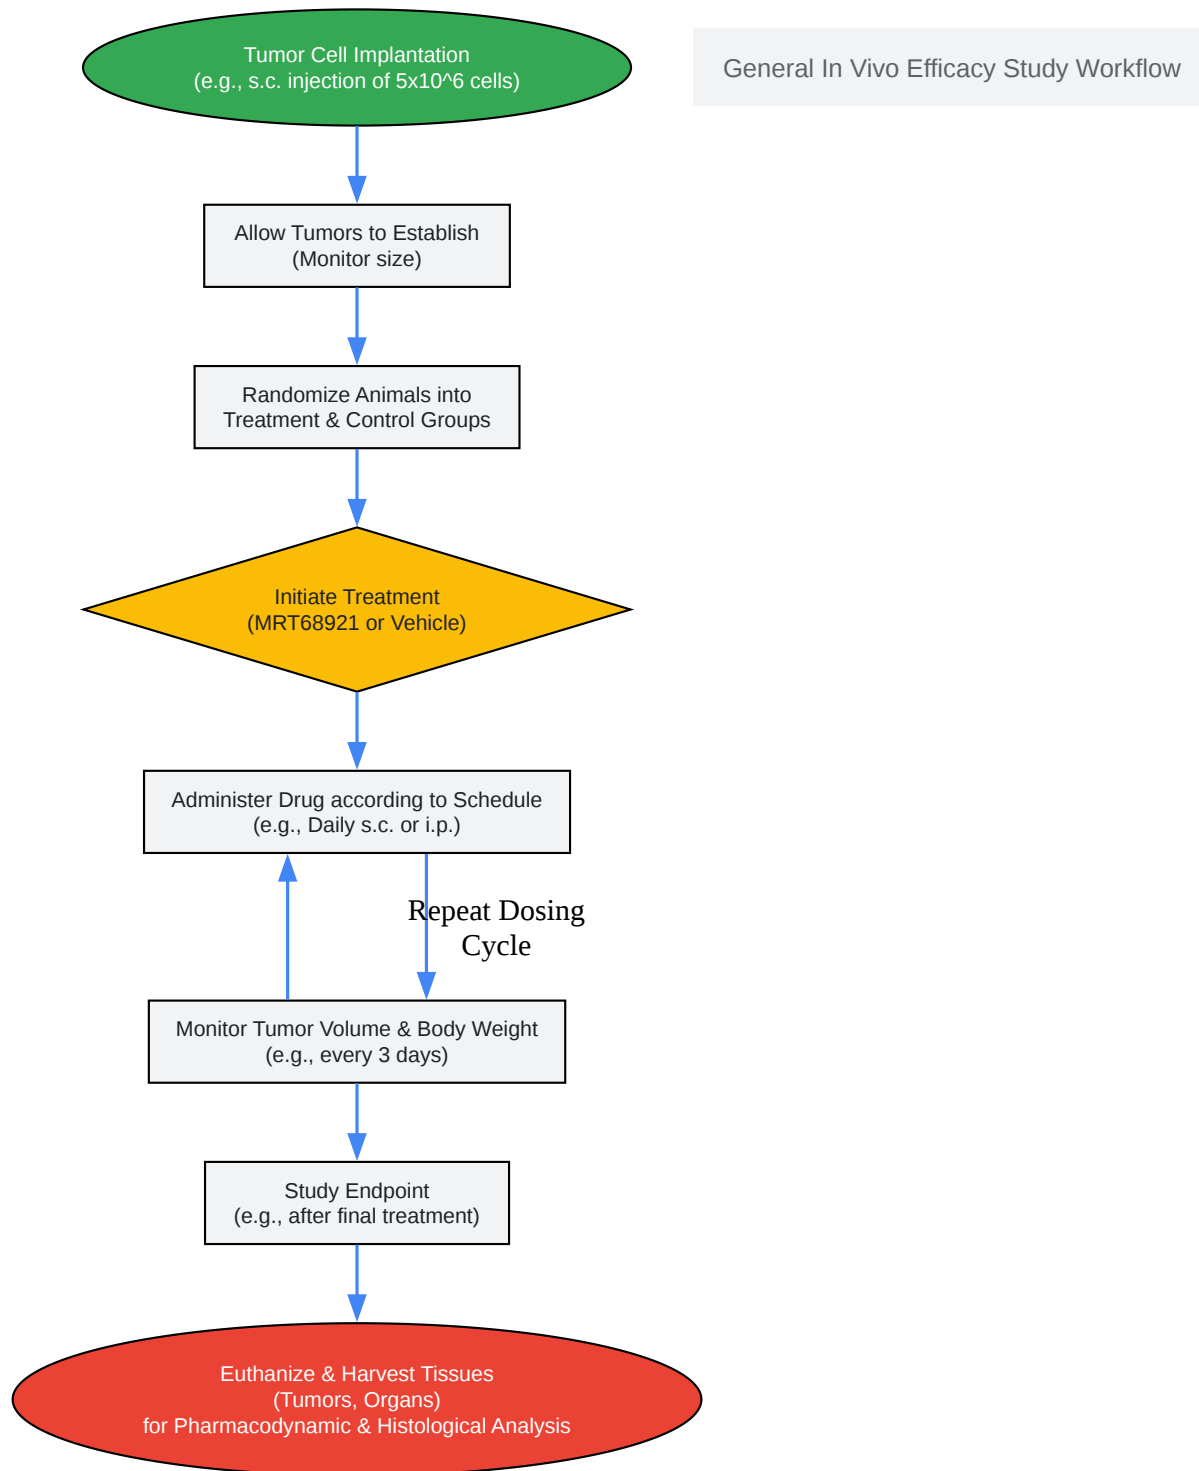 Tumor Cell Implantation
(e.g., s.c. injection of 5x10^6 cells)
General In Vivo Efficacy Study Workflow
Allow Tumors to Establish
(Monitor size)
Randomize Animals into
Treatment & Control Groups
Initiate Treatment
(MRT68921 or Vehicle)
Administer Drug according to Schedule
(e.g., Daily s.c. or i.p.)
Repeat Dosing
Cycle
Monitor Tumor Volume & Body Weight
(e.g., every 3 days)
Study Endpoint
(e.g., after final treatment)
Euthanize & Harvest Tissues
(Tumors, Organs)
for Pharmacodynamic & Histological Analysis